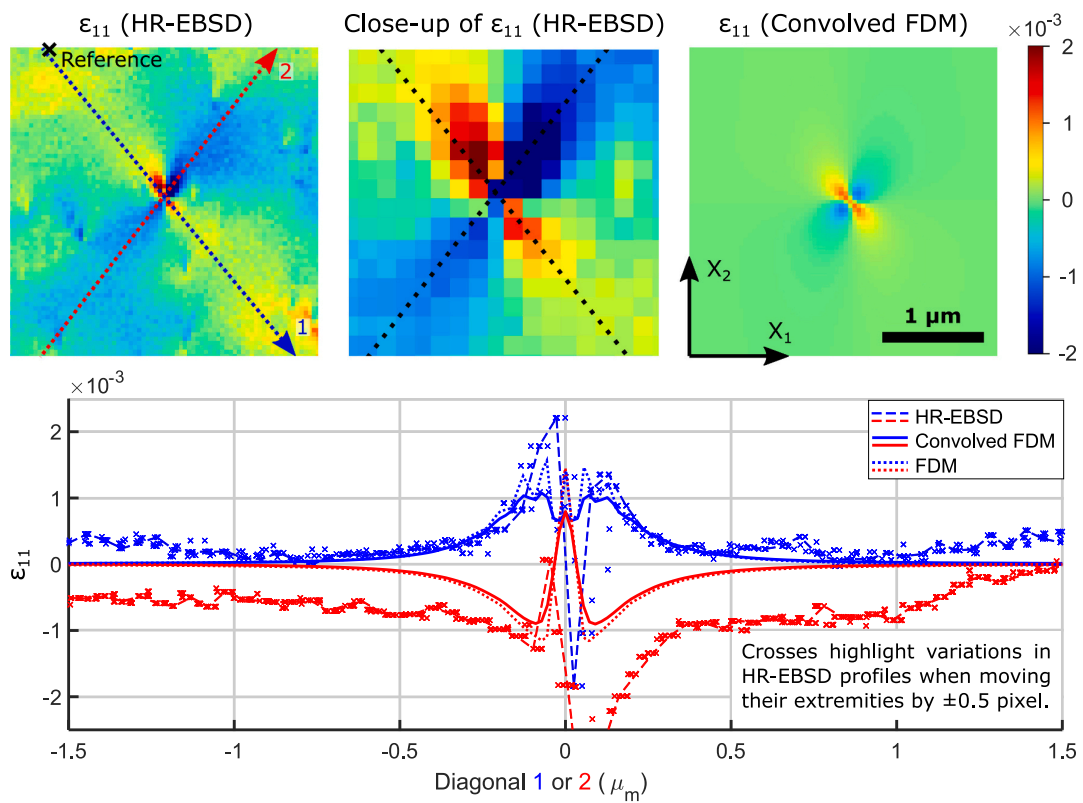 ε₁₁ (HR-EBSD)
Close-up of ε₁₁ (HR-EBSD)
ε₁₁ (Convolved FDM)
×10⁻³
Reference
2
1
X₂
X₁
1 µm
2
1
0
-1
-2
×10⁻³
2
1
0
-1
-2
ε₁₁
HR-EBSD
Convolved FDM
FDM
Crosses highlight variations in
HR-EBSD profiles when moving
their extremities by ±0.5 pixel.
-1.5 -1 -0.5 0 0.5 1 1.5
Diagonal 1 or 2 (μₘ)